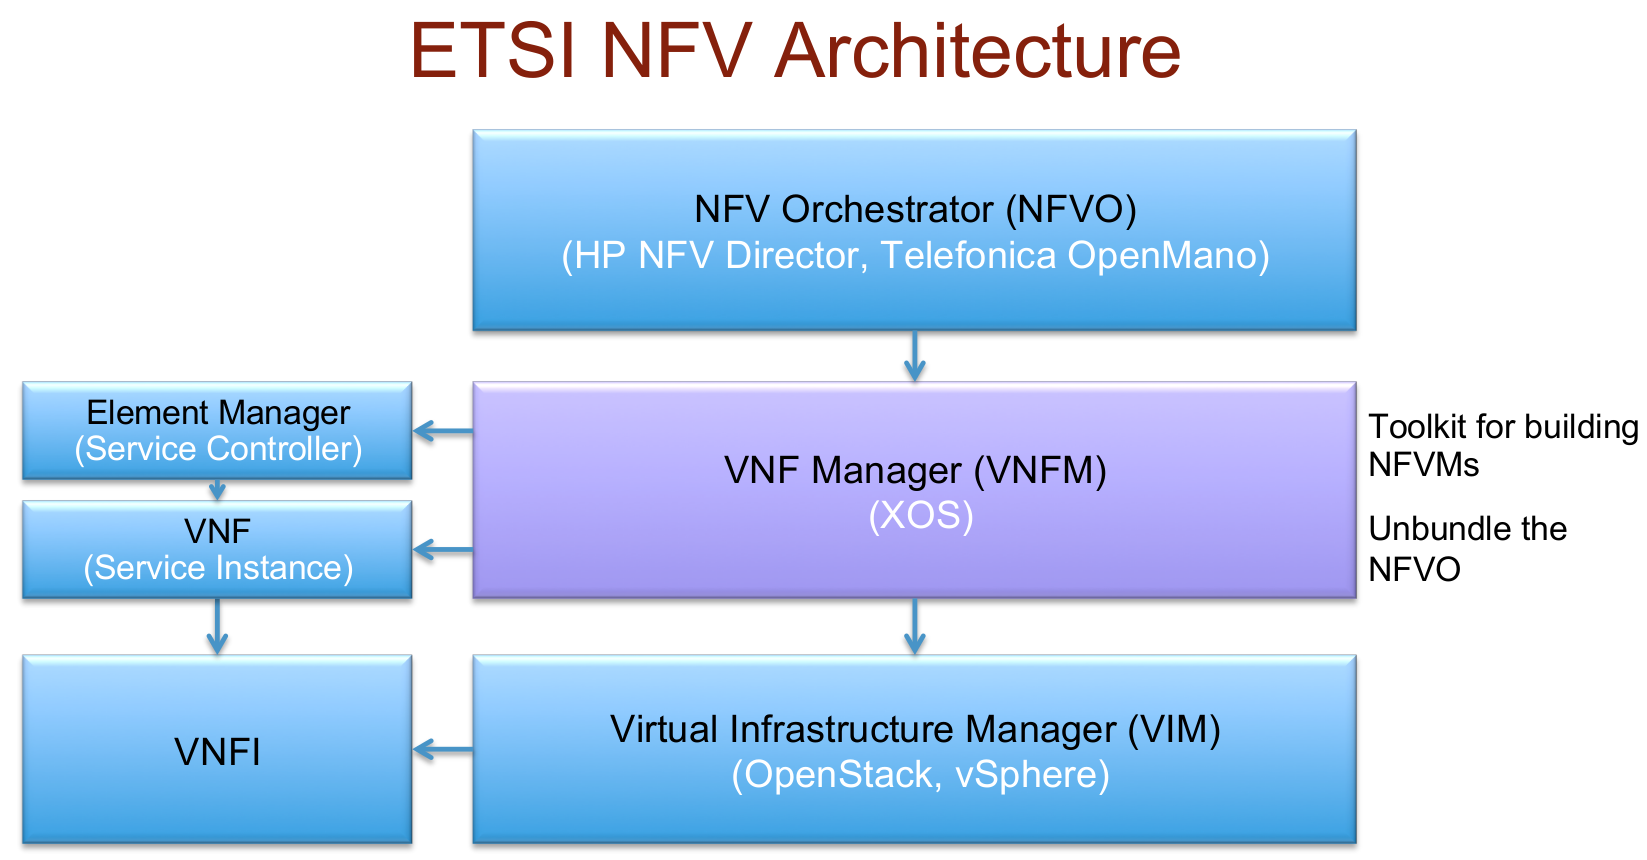 ETSI NFV Architecture
NFV Orchestrator (NFVO)
(HP NFV Director, Telefonica OpenMano)
Element Manager
(Service Controller)
VNF
(Service Instance)
VNF Manager (VNFM)
(XOS)
Toolkit for building
NFVMs
Unbundle the
NFVO
VNFI
Virtual Infrastructure Manager (VIM)
(OpenStack, vSphere)